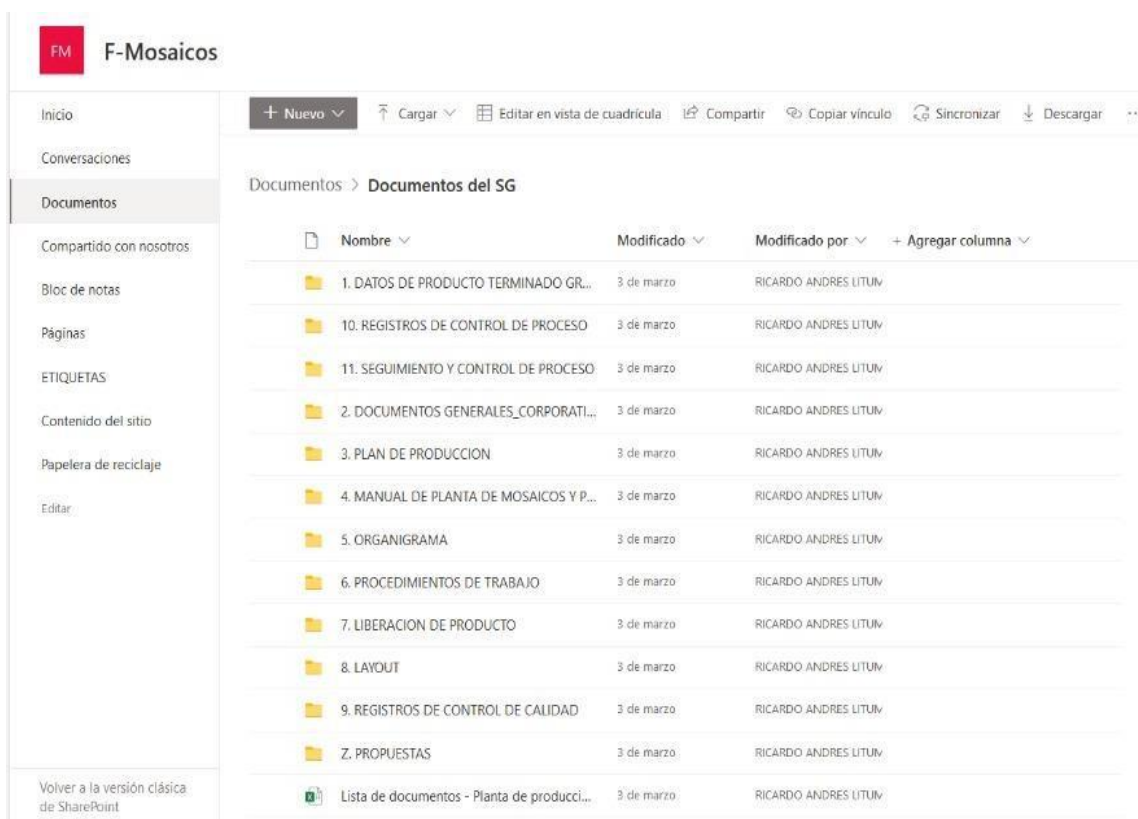 FM F-Mosaicos
+ Nuevo Cargar Editar en vista de cuadrícula Compartir Copiar vínculo Sincronizar Descargar ...
Inicio
Conversaciones
Documentos
Compartido con nosotros
Bloc de notas
Páginas
ETIQUETAS
Contenido del sitio
Papelera de reciclaje
Editar
Volver a la versión clásica
de SharePoint
Documentos > Documentos del SG
Nombre Modificado Modificado por + Agregar columna
1. DATOS DE PRODUCTO TERMINADO GR... 3 de marzo RICARDO ANDRES LITUM
10. REGISTROS DE CONTROL DE PROCESO 3 de marzo RICARDO ANDRES LITUM
11. SEGUIMIENTO Y CONTROL DE PROCESO 3 de marzo RICARDO ANDRES LITUM
2. DOCUMENTOS GENERALES_CORPORATI... 3 de marzo RICARDO ANDRES LITUM
3. PLAN DE PRODUCCION 3 de marzo RICARDO ANDRES LITUM
4. MANUAL DE PLANTA DE MOSAICOS Y P... 3 de marzo RICARDO ANDRES LITUM
5. ORGANIGRAMA 3 de marzo RICARDO ANDRES LITUM
6. PROCEDIMIENTOS DE TRABAJO 3 de marzo RICARDO ANDRES LITUM
7. LIBERACION DE PRODUCTO 3 de marzo RICARDO ANDRES LITUM
8. LAYOUT 3 de marzo RICARDO ANDRES LITUM
9. REGISTROS DE CONTROL DE CALIDAD 3 de marzo RICARDO ANDRES LITUM
Z. PROPUESTAS 3 de marzo RICARDO ANDRES LITUM
Lista de documentos - Planta de producci... 3 de marzo RICARDO ANDRES LITUM